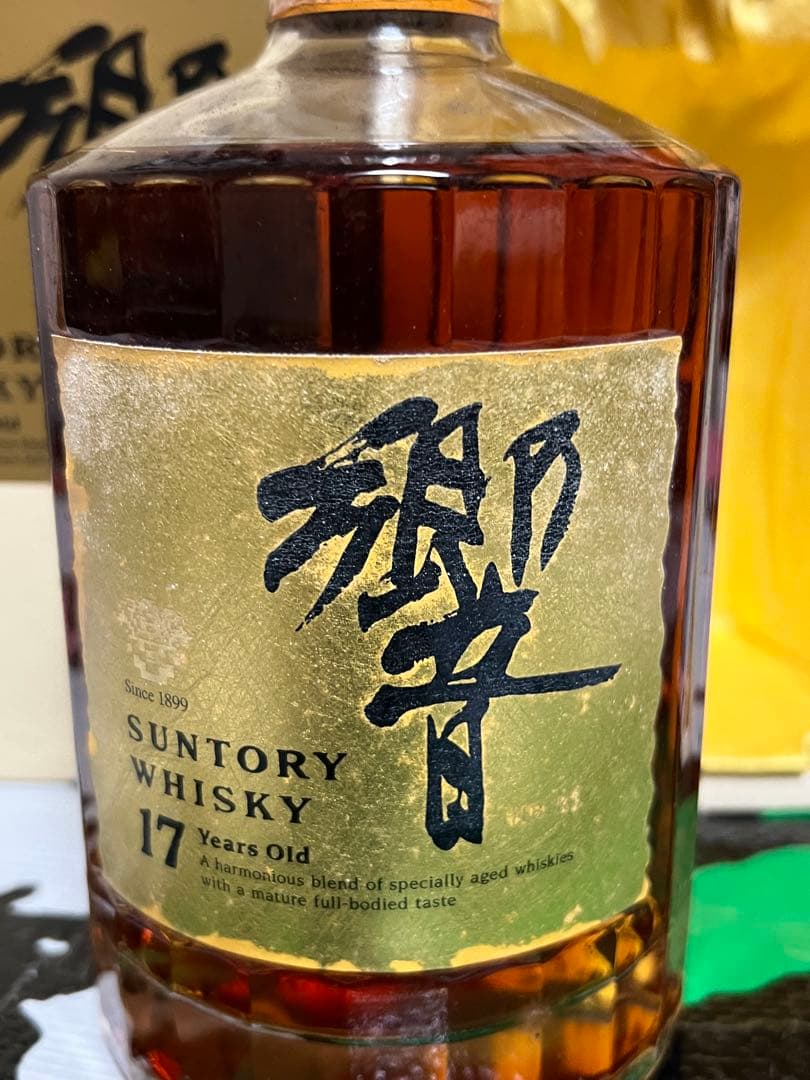 響
Since 1899
SUNTORY
WHISKY
17 Years Old
A harmonious blend of specially aged whiskies
with a mature full-bodied taste